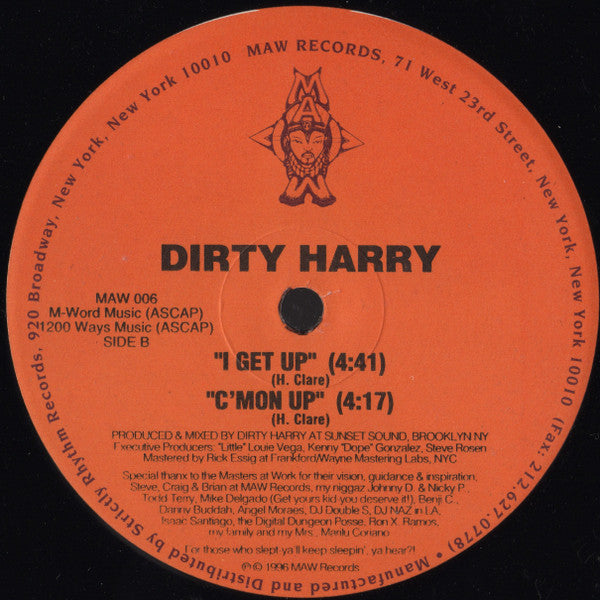 MAW RECORDS, 71 West 23rd Street, New York, New York 10010 (Fax: 212.627.0778) • Manufactured and Distributed by Strictly Rhythm Records, 920 Broadway, New York, New York 10010
MAW
DIRTY HARRY
MAW 006
M-Word Music (ASCAP)
1200 Ways Music (ASCAP)
SIDE B
"I GET UP" (4:41)
(H. Clare)
"C'MON UP" (4:17)
(H. Clare)
PRODUCED & MIXED BY DIRTY HARRY AT SUNSET SOUND, BROOKLYN NY
Executive Producers: "Little" Louie Vega, Kenny "Dope" Gonzalez, Steve Rosen
Mastered by Rick Essig at Frankford/Wayne Mastering Labs, NYC
Special thanx to the Masters at Work for their vision, guidance & inspiration,
Steve, Craig & Brian at MAW Records, my niggaz Johnny D. & Nicky P.
Todd Terry, Mike Delgado (Get yours kid you deserve it!), Benji C.,
Danny Buddah, Angel Moraes, DJ Double S, DJ NAZ in L.A.
Isaac Santiago, the Digital Dungeon Posse, Ron X. Ramos,
my family and my Mrs., Marilu Coriano
For those who slept ya'll keep sleepin', ya hear?!
℗ © 1996 MAW Records